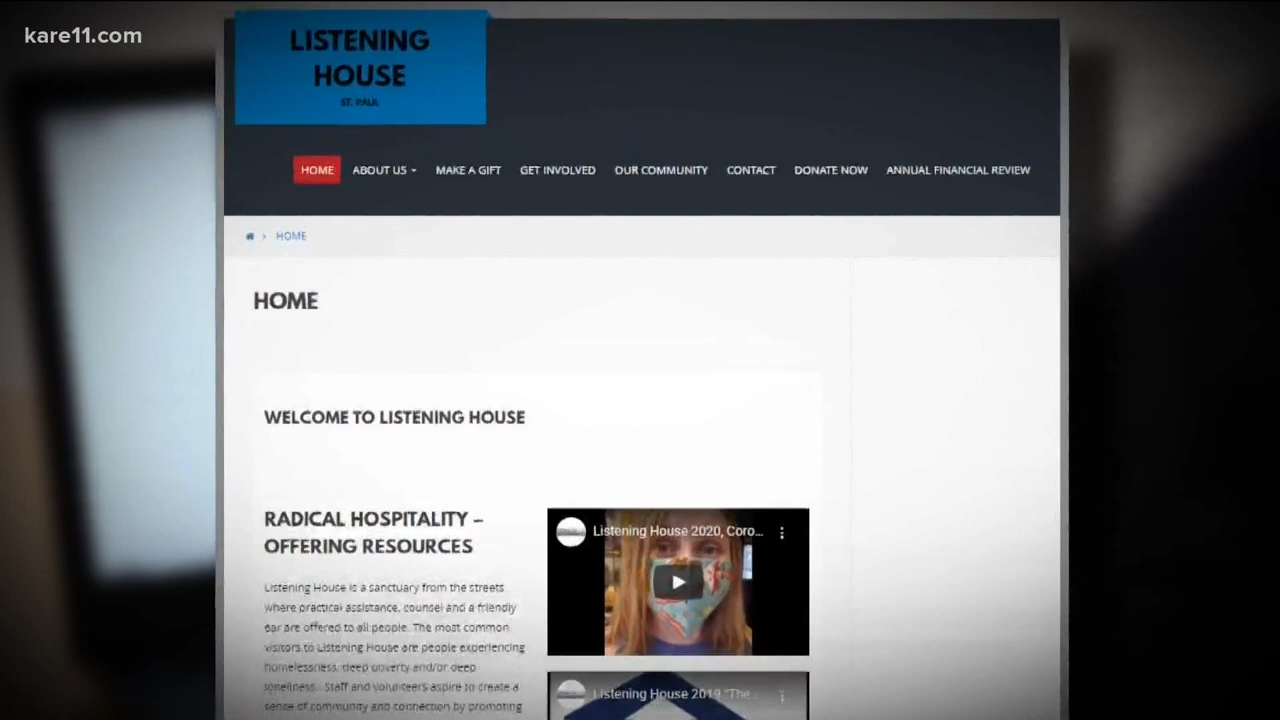 kare11.com
LISTENING
HOUSE
ST. PAUL
HOME ABOUT US MAKE A GIFT GET INVOLVED OUR COMMUNITY CONTACT DONATE NOW ANNUAL FINANCIAL REVIEW
HOME
HOME
WELCOME TO LISTENING HOUSE
RADICAL HOSPITALITY –
OFFERING RESOURCES
Listening House 2020, Coro...
Listening House is a sanctuary from the streets
where practical assistance, counsel and a friendly
ear are offered to all people. The most common
visitors to Listening House are people experiencing
homelessness, deep poverty and/or deep
loneliness. Staff and volunteers aspire to create a
sense of community and connection by promoting
Listening House 2019 "The ...